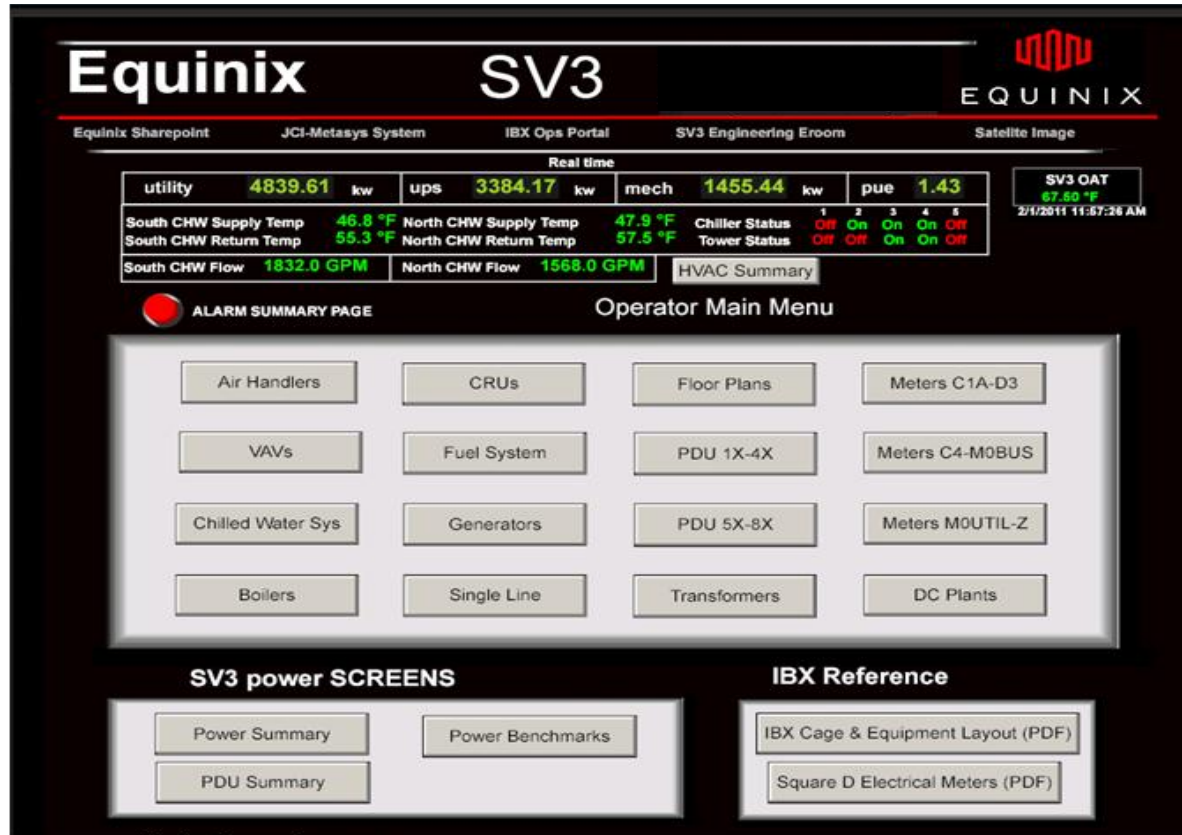 Equinix SV3
EQUINIX
Equinix Sharepoint JCI-Metasys System IBX Ops Portal SV3 Engineering Eroom Satelite Image
Real time
utility 4839.61 kw ups 3384.17 kw mech 1455.44 kw pue 1.43
SV3 OAT
67.50 °F
2/1/2011 11:57:26 AM
1 2 3 4 5
South CHW Supply Temp 46.8 °F North CHW Supply Temp 47.9 °F Chiller Status Off On On On Off
South CHW Return Temp 55.3 °F North CHW Return Temp 57.5 °F Tower Status Off Off On On Off
South CHW Flow 1832.0 GPM North CHW Flow 1568.0 GPM HVAC Summary
ALARM SUMMARY PAGE Operator Main Menu
Air Handlers CRUs Floor Plans Meters C1A-D3
VAVs Fuel System PDU 1X-4X Meters C4-M0BUS
Chilled Water Sys Generators PDU 5X-8X Meters M0UTIL-Z
Boilers Single Line Transformers DC Plants
SV3 power SCREENS IBX Reference
Power Summary Power Benchmarks IBX Cage & Equipment Layout (PDF)
PDU Summary Square D Electrical Meters (PDF)